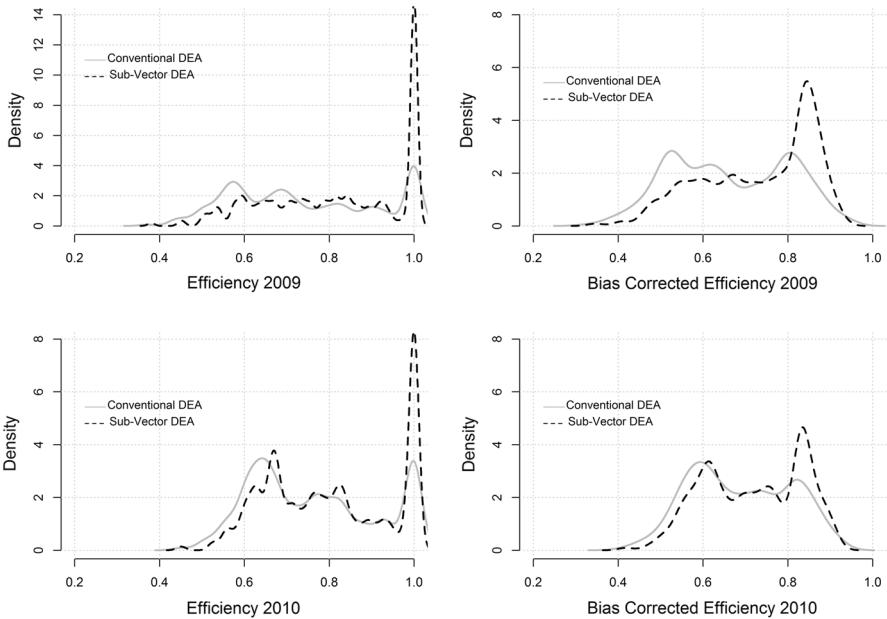 Density
14
12
10
8
6
4
2
0
Conventional DEA
Sub-Vector DEA
0.2 0.4 0.6 0.8 1.0
Efficiency 2009
Density
8
6
4
2
0
Conventional DEA
Sub-Vector DEA
0.2 0.4 0.6 0.8 1.0
Bias Corrected Efficiency 2009
Density
8
6
4
2
0
Conventional DEA
Sub-Vector DEA
0.2 0.4 0.6 0.8 1.0
Efficiency 2010
Density
8
6
4
2
0
Conventional DEA
Sub-Vector DEA
0.2 0.4 0.6 0.8 1.0
Bias Corrected Efficiency 2010